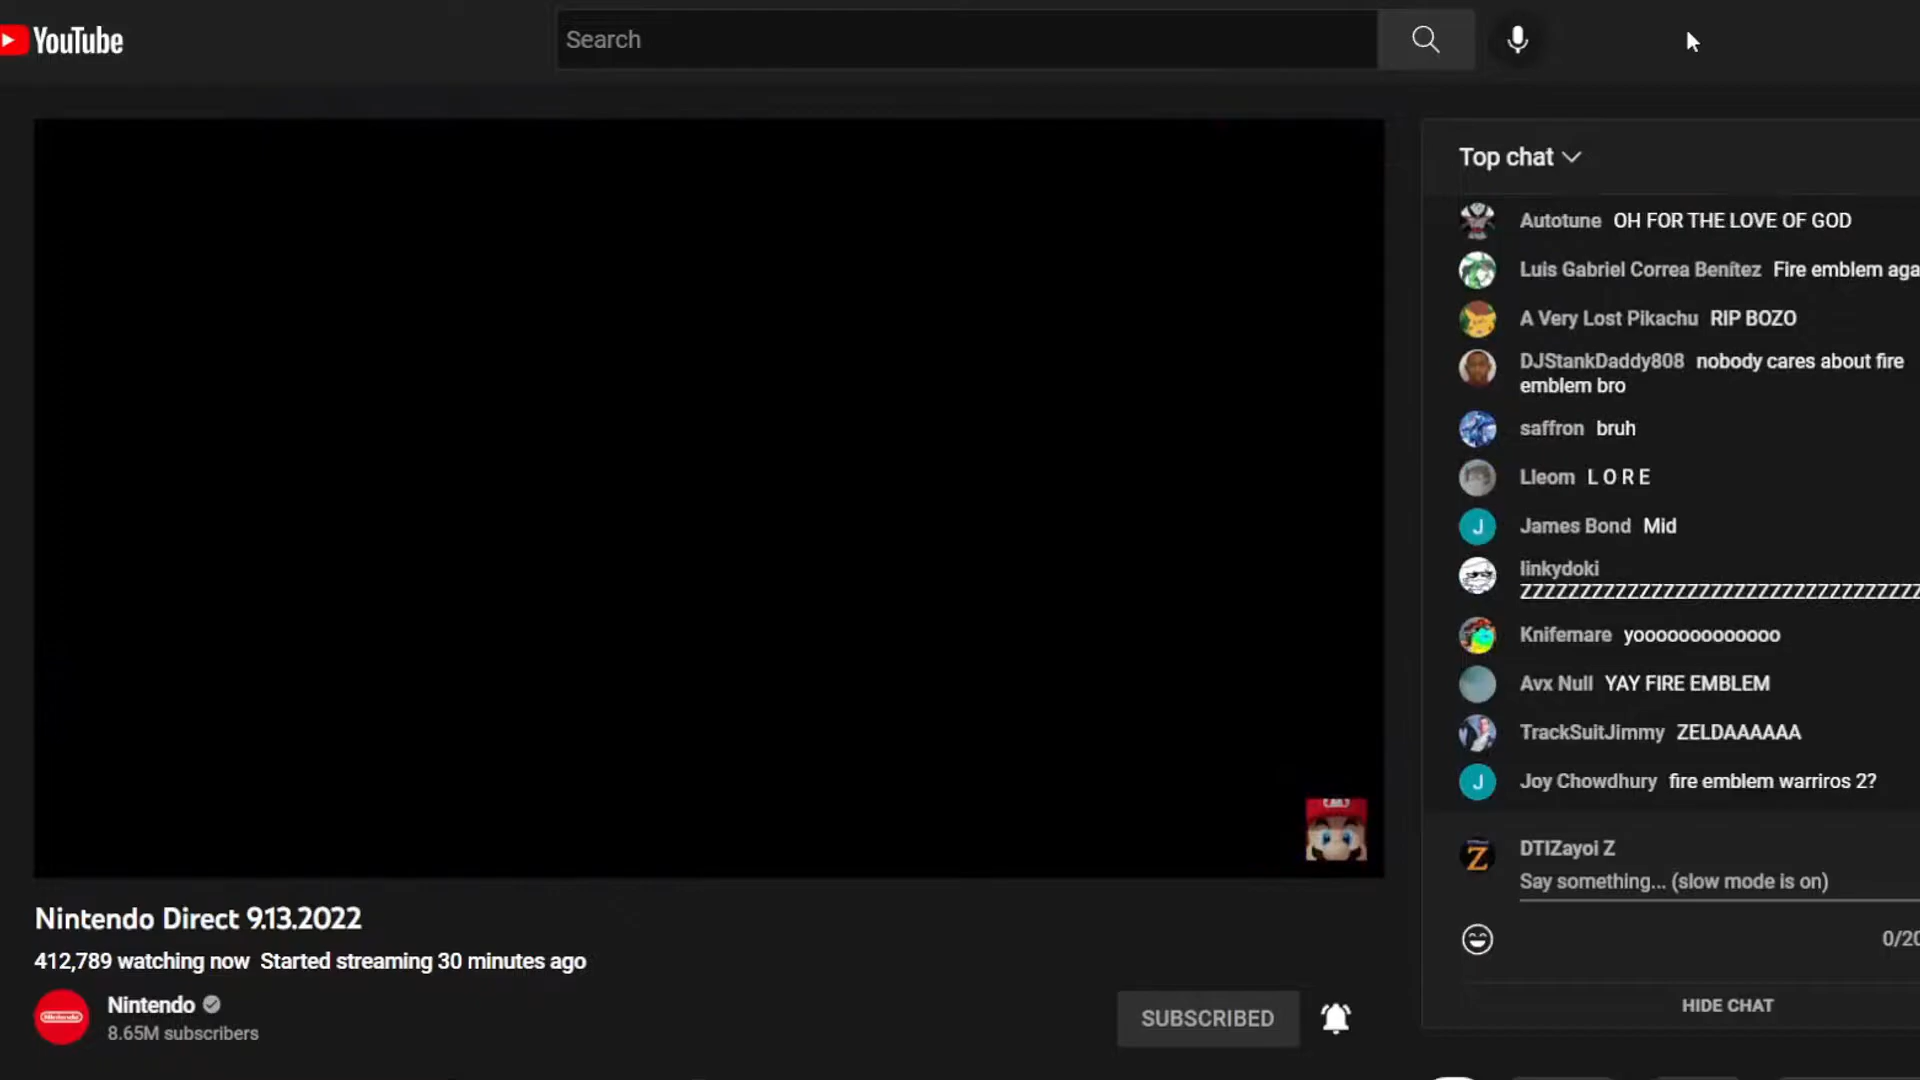 YouTube
Search
Top chat
Autotune OH FOR THE LOVE OF GOD
Luis Gabriel Correa Benítez Fire emblem aga
A Very Lost Pikachu RIP BOZO
DJStankDaddy808 nobody cares about fire
emblem bro
saffron bruh
Lleom L O R E
J James Bond Mid
linkydoki
ZZZZZZZZZZZZZZZZZZZZZZZZZZZZZZZZZZ
Knifemare yooooooooooooo
Avx Null YAY FIRE EMBLEM
TrackSuitJimmy ZELDAAAAAA
J Joy Chowdhury fire emblem warriros 2?
Z DTIZayoi Z
Say something... (slow mode is on)
0/20
HIDE CHAT
Nintendo Direct 9.13.2022
412,789 watching now Started streaming 30 minutes ago
Nintendo Nintendo
8.65M subscribers
SUBSCRIBED